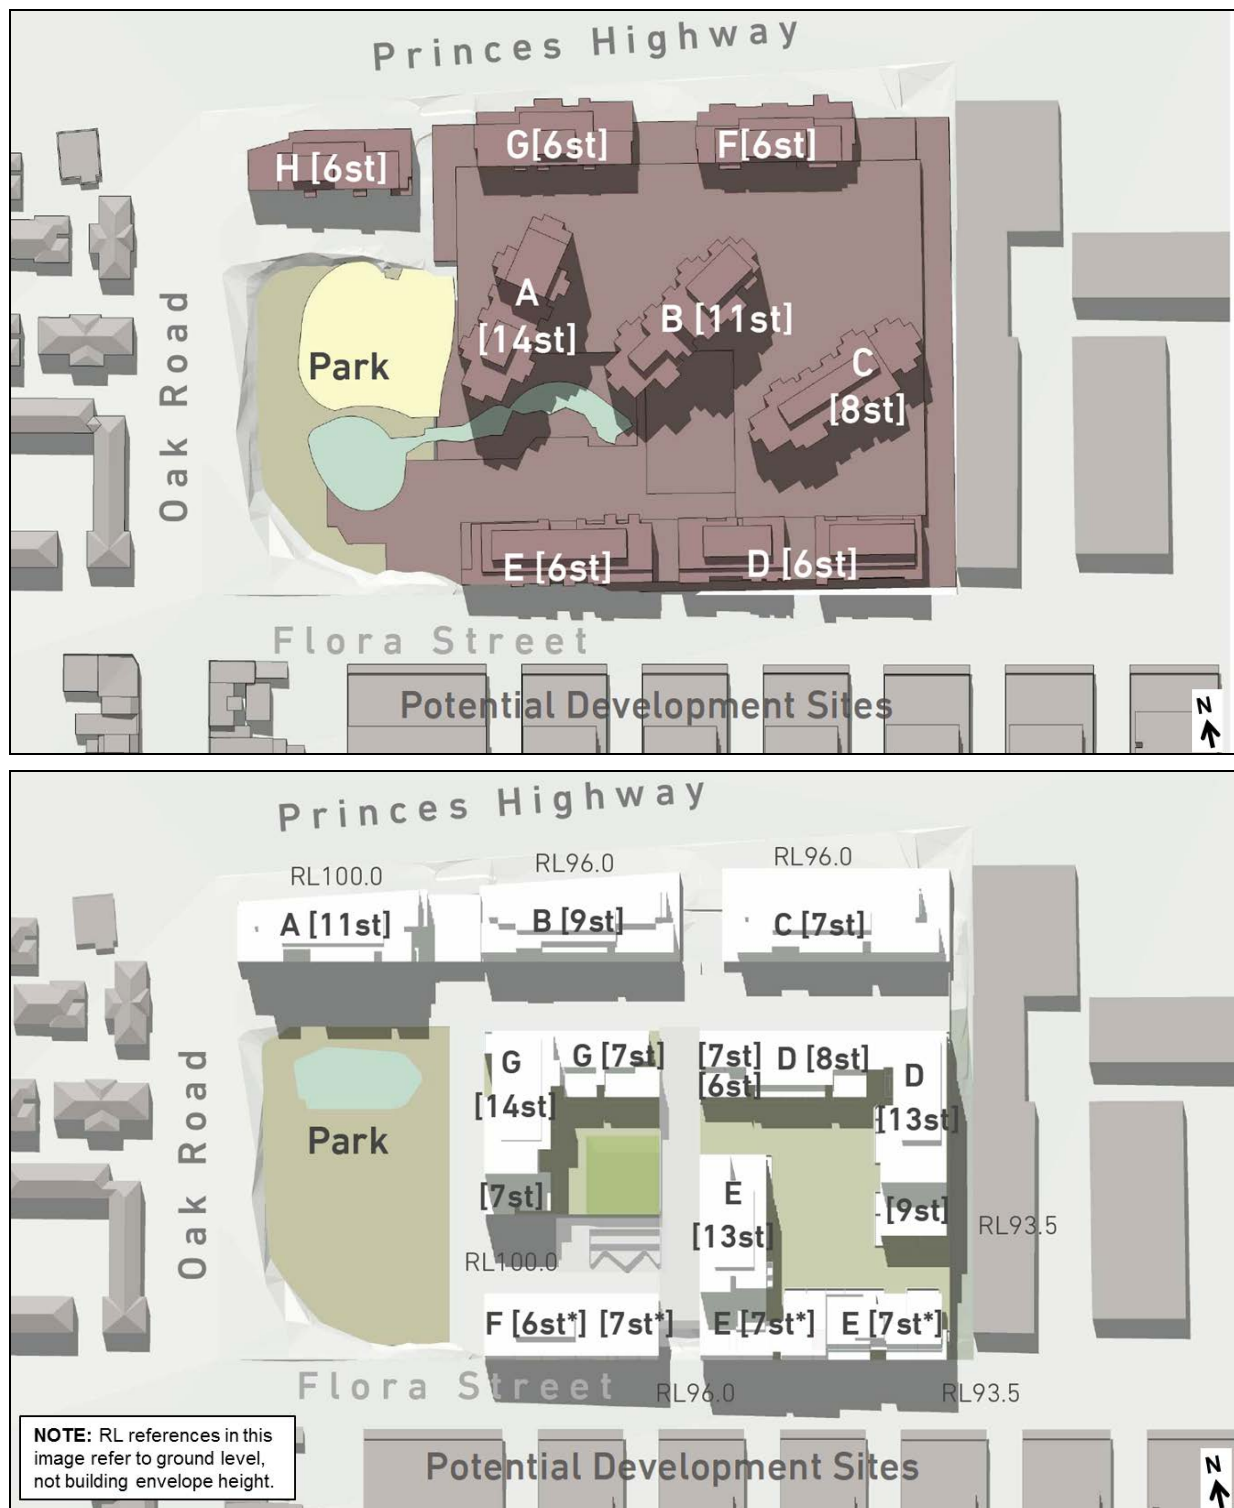 Princes Highway
H [6st]
G[6st]
F[6st]
A
[14st]
B [11st]
C
[8st]
Park
Oak Road
E [6st]
D [6st]
Flora Street
Potential Development Sites
N
Princes Highway
RL100.0
RL96.0
RL96.0
A [11st]
B [9st]
C [7st]
G
[14st]
G [7st]
[7st]
[6st]
D [8st]
D
[13st]
Park
Oak Road
[7st]
E
[13st]
[9st]
RL93.5
RL100.0
F [6st*] [7st*]
E [7st*]
E [7st*]
Flora Street
RL96.0
RL93.5
NOTE: RL references in this
image refer to ground level,
not building envelope height.
Potential Development Sites
N